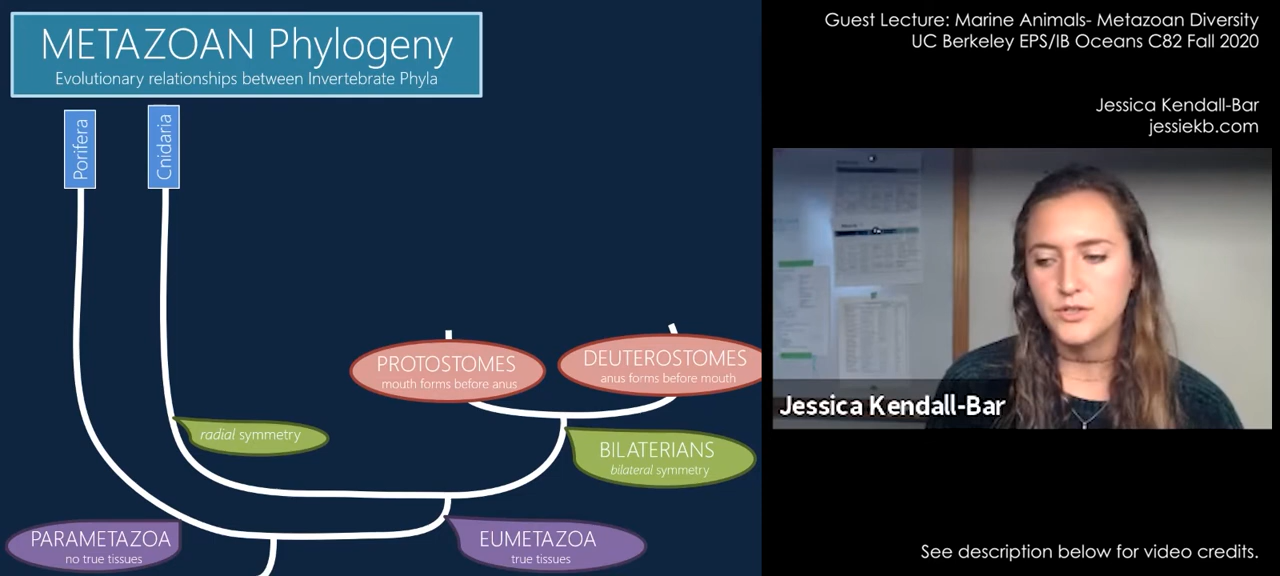 METAZOAN Phylogeny
Evolutionary relationships between Invertebrate Phyla
Porifera
Cnidaria
PROTOSTOMES
mouth forms before anus
DEUTEROSTOMES
anus forms before mouth
radial symmetry
BILATERIANS
bilateral symmetry
PARAMETAZOA
no true tissues
EUMETAZOA
true tissues
Guest Lecture: Marine Animals- Metazoan Diversity
UC Berkeley EPS/IB Oceans C82 Fall 2020
Jessica Kendall-Bar
jessiekb.com
Jessica Kendall-Bar
See description below for video credits.